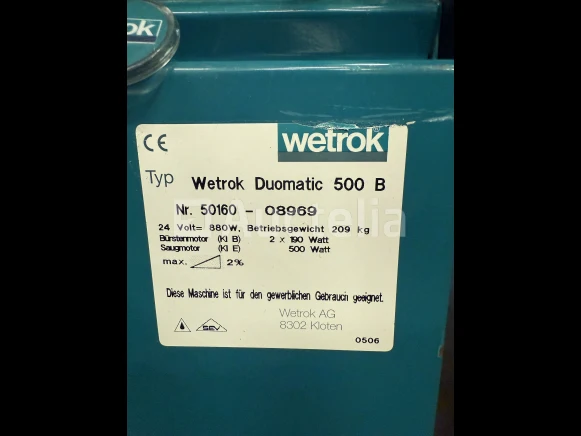 wetrok
CE
wetrok
Typ Wetrok Duomatic 500 B
Nr. 50160 - 08969
24 Volt= 880W, Betriebsgewicht 209 kg
Bürstenmotor (Kl B) 2 x 190 Watt
Saugmotor (Kl E) 500 Watt
max. 2%
Diese Maschine ist für den gewerblichen Gebrauch geeignet.
Wetrok AG
8302 Kloten
SEV
0506